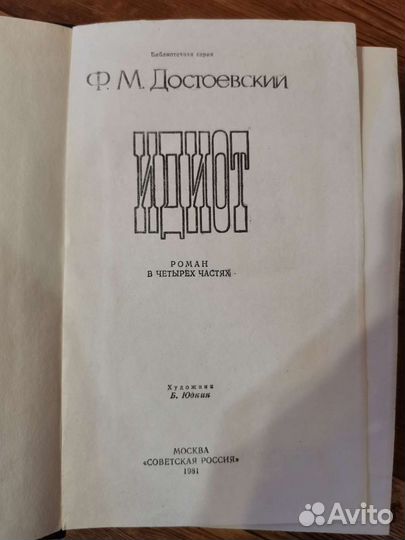 Библиотечная серия
Ф. М. Достоевский
ИДИОТ
РОМАН
В ЧЕТЫРЕХ ЧАСТЯХ
Художник
Б. Юдкин
МОСКВА
«СОВЕТСКАЯ РОССИЯ»
1981
Avito